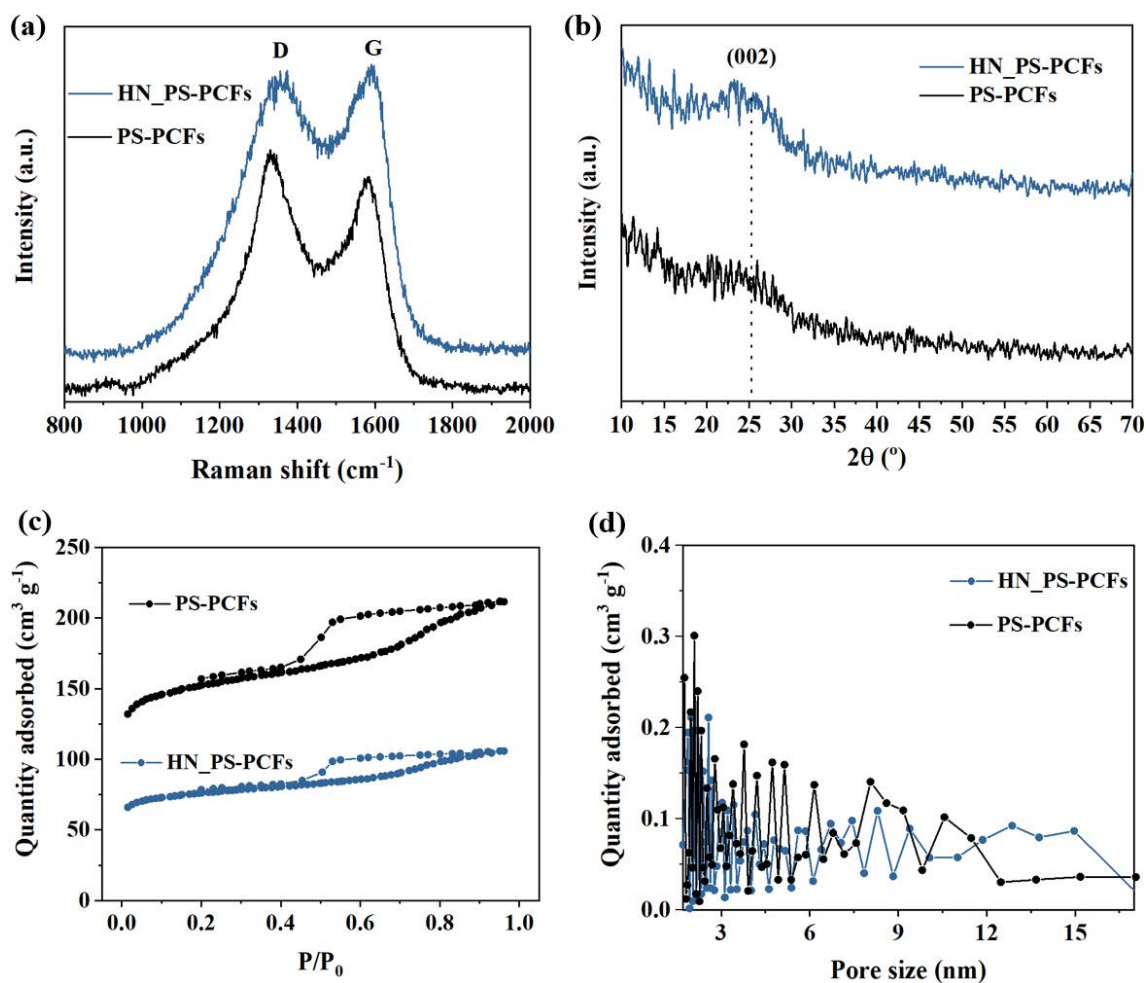 (a)
D
G
HN_PS-PCFs
PS-PCFs
Intensity (a.u.)
800 1000 1200 1400 1600 1800 2000
Raman shift (cm⁻¹)
(b)
(002)
HN_PS-PCFs
PS-PCFs
Intensity (a.u.)
10 15 20 25 30 35 40 45 50 55 60 65 70
2θ (°)
(c)
250
200
150
100
50
0
PS-PCFs
HN_PS-PCFs
Quantity adsorbed (cm³ g⁻¹)
0.0 0.2 0.4 0.6 0.8 1.0
P/P₀
(d)
0.4
0.3
0.2
0.1
0.0
HN_PS-PCFs
PS-PCFs
Quantity adsorbed (cm³ g⁻¹)
3 6 9 12 15
Pore size (nm)